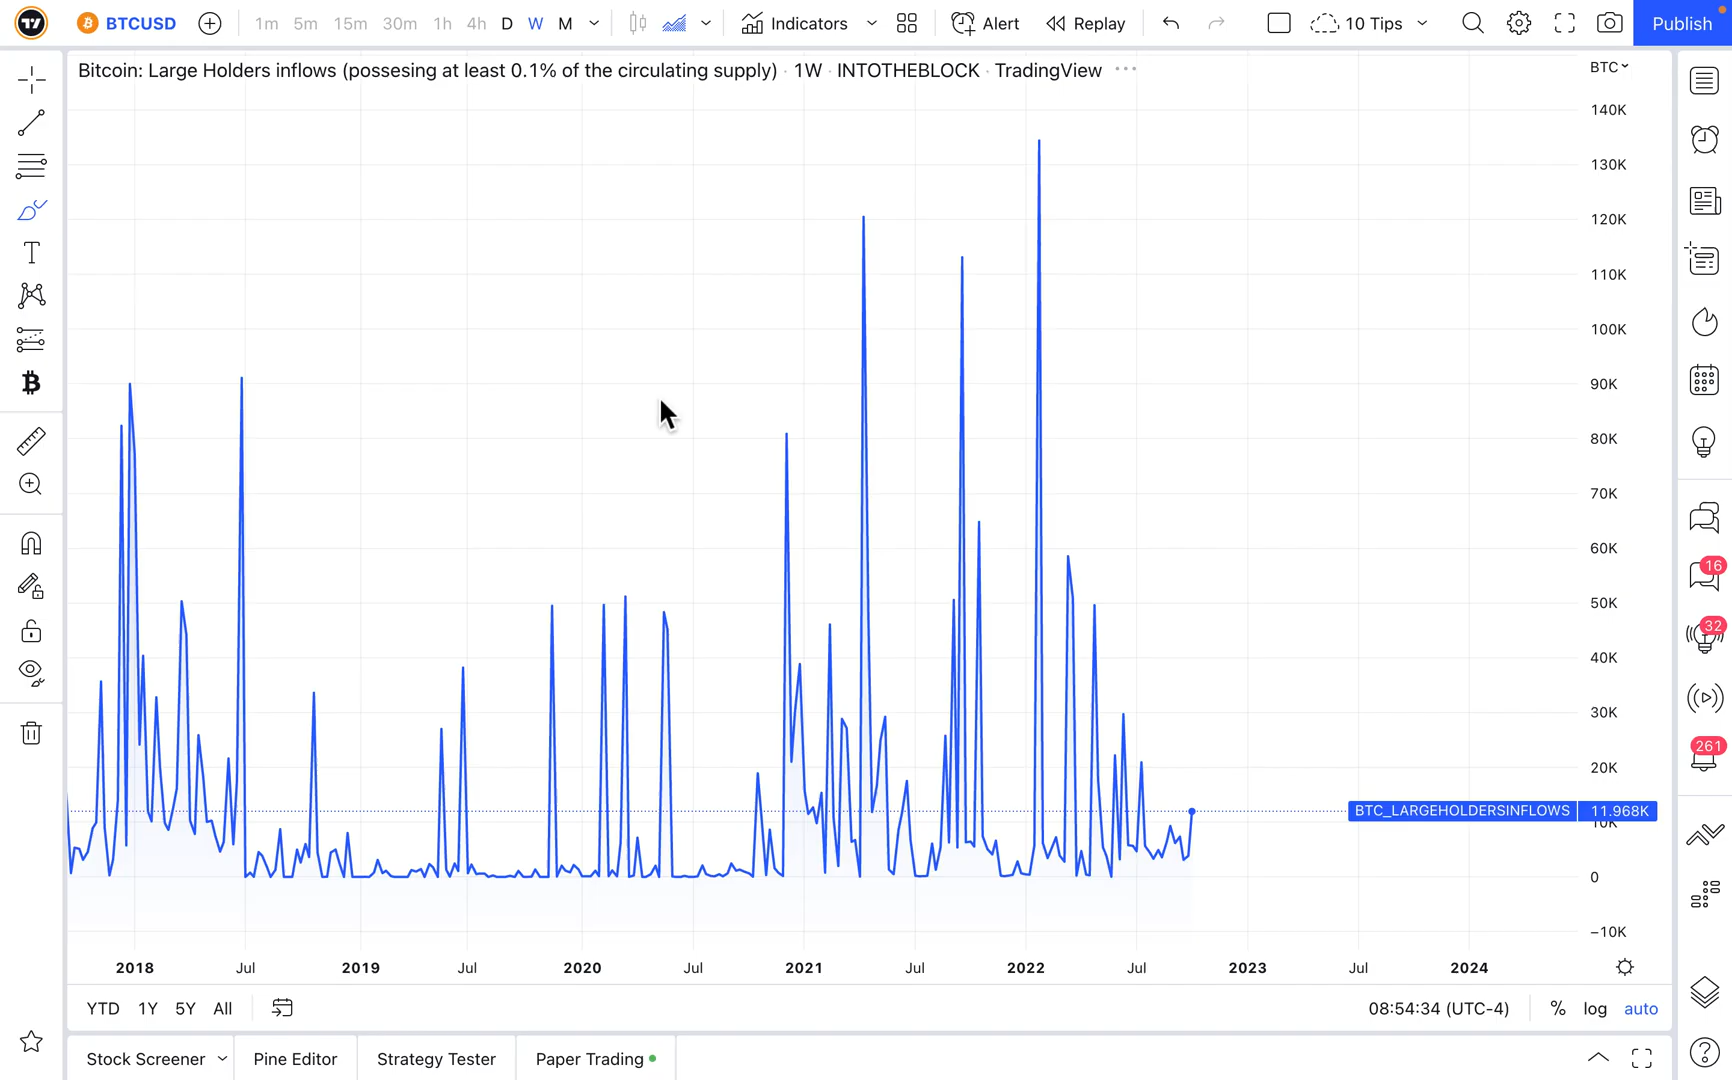 BTCUSD 1m 5m 15m 30m 1h 4h D W M Indicators Alert Replay 10 Tips Publish
Bitcoin: Large Holders inflows (possesing at least 0.1% of the circulating supply) · 1W · INTOTHEBLOCK · TradingView ···
BTC
140K
130K
120K
110K
100K
90K
80K
70K
60K
50K
40K
30K
20K
BTC_LARGEHOLDERSINFLOWS 11.968K
10K
0
−10K
16
32
261
2018 Jul 2019 Jul 2020 Jul 2021 Jul 2022 Jul 2023 Jul 2024
YTD 1Y 5Y All 08:54:34 (UTC-4) % log auto
Stock Screener Pine Editor Strategy Tester Paper Trading